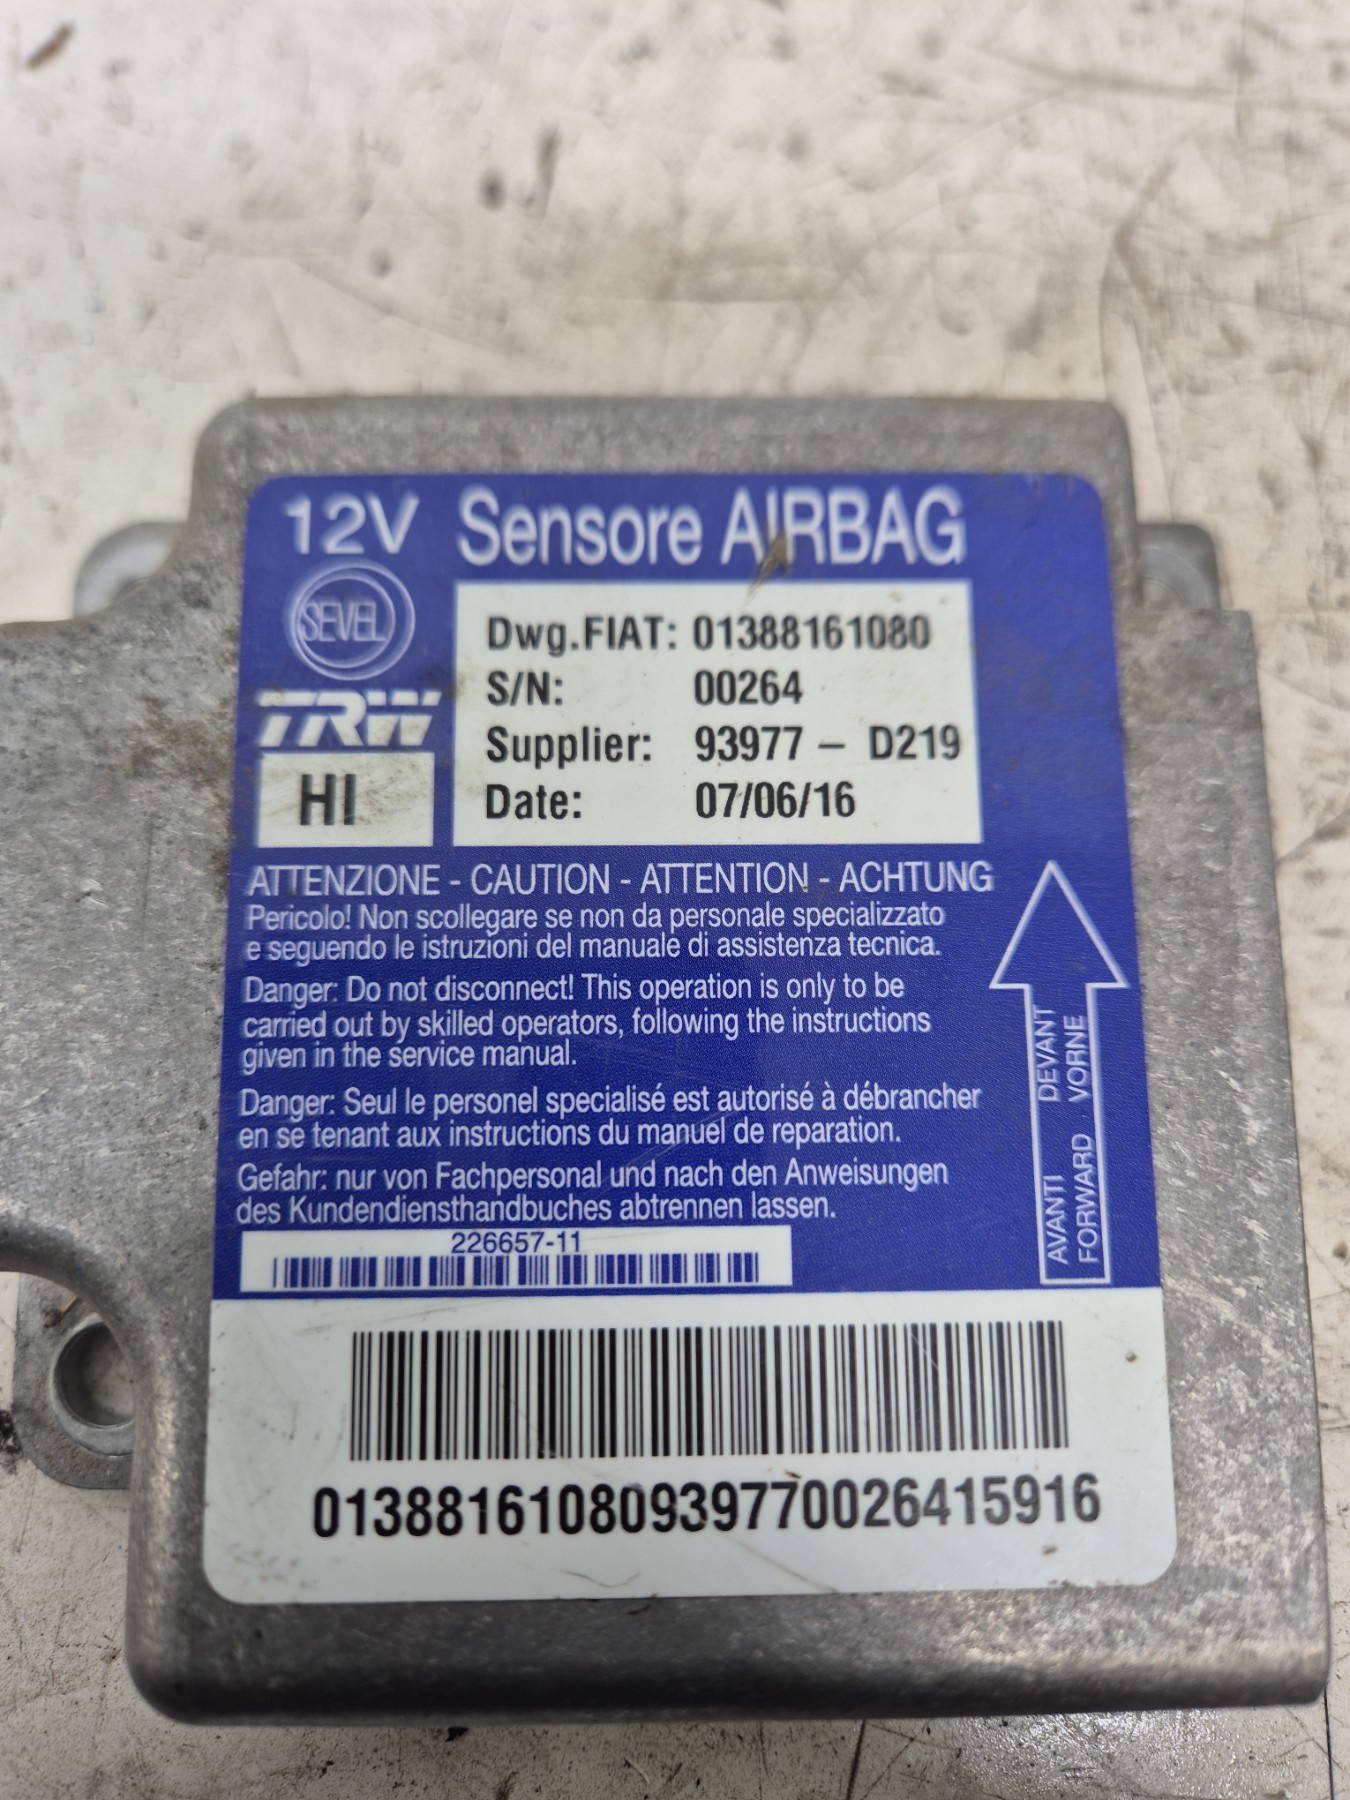 12V Sensore AIRBAG
SEVEL
TRW
HI
Dwg.FIAT: 01388161080
S/N: 00264
Supplier: 93977 - D219
Date: 07/06/16
ATTENZIONE - CAUTION - ATTENTION - ACHTUNG
Pericolo! Non scollegare se non da personale specializzato
e seguendo le istruzioni del manuale di assistenza tecnica.
Danger: Do not disconnect! This operation is only to be
carried out by skilled operators, following the instructions
given in the service manual.
Danger: Seul le personel specialisé est autorisé à débrancher
en se tenant aux instructions du manuel de reparation.
Gefahr: nur von Fachpersonal und nach den Anweisungen
des Kundendiensthandbuches abtrennen lassen.
AVANTI DEVANT
FORWARD VORNE
226657-11
01388161080939770026415916